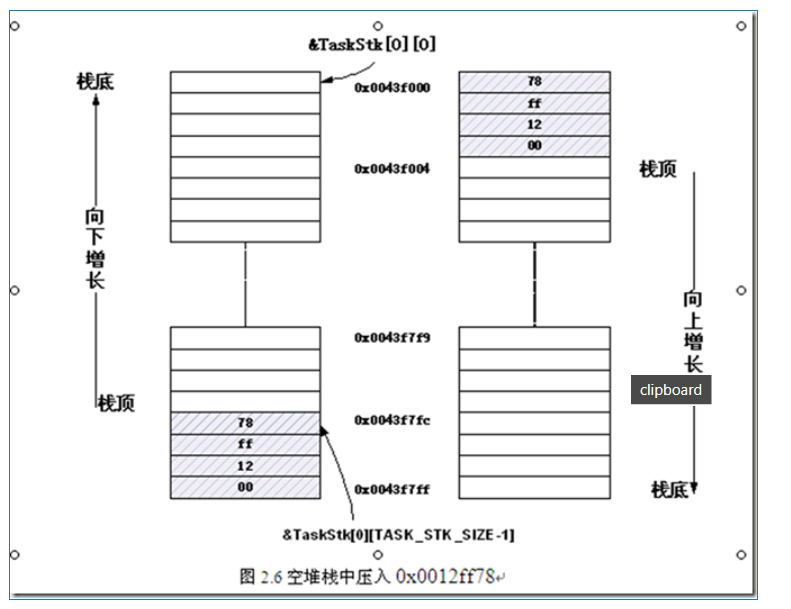 &TaskStk[0][0]
栈底
0x0043f000
78
ff
12
00
0x0043f004
栈顶
向下增长
向上增长
0x0043f7f9
clipboard
栈顶
78
ff
12
00
0x0043f7fc
0x0043f7ff
栈底
&TaskStk[0][TASK_STK_SIZE-1]
图 2.6 空堆栈中压入 0x0012ff78